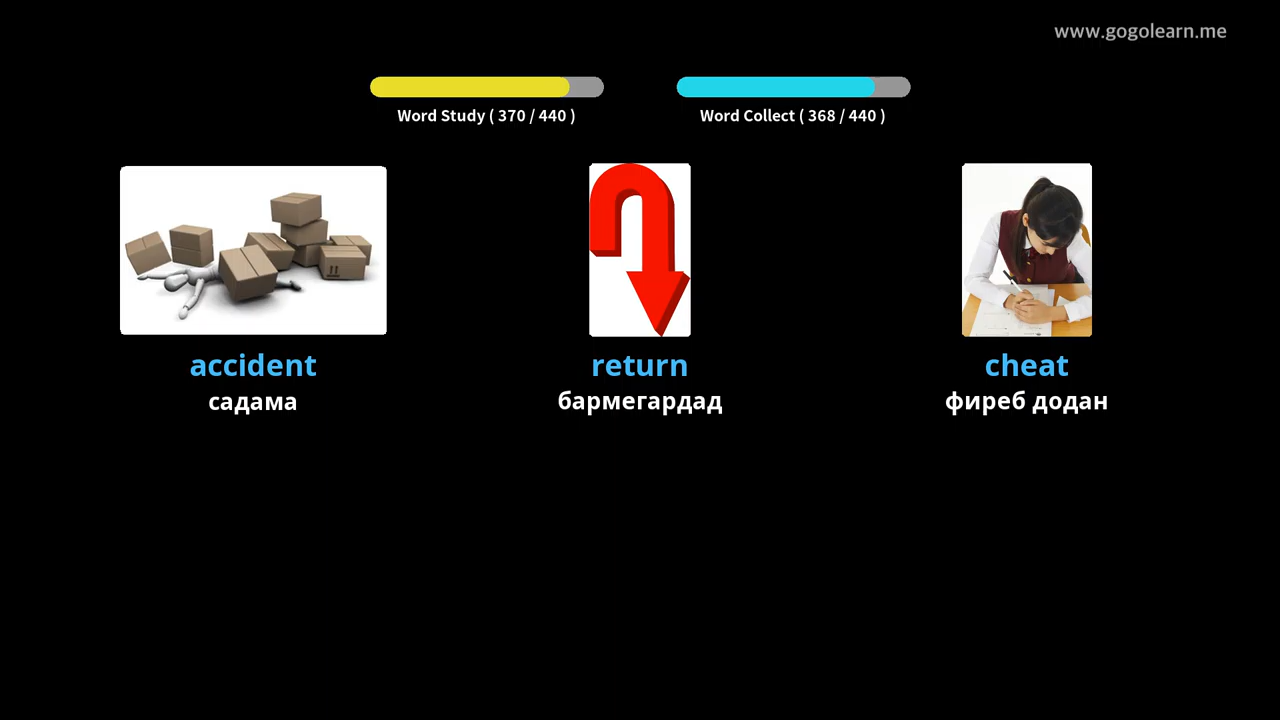 www.gogolearn.me
Word Study ( 370 / 440 )
Word Collect ( 368 / 440 )
accident
return
cheat
садама
бармегардад
фиреб додан